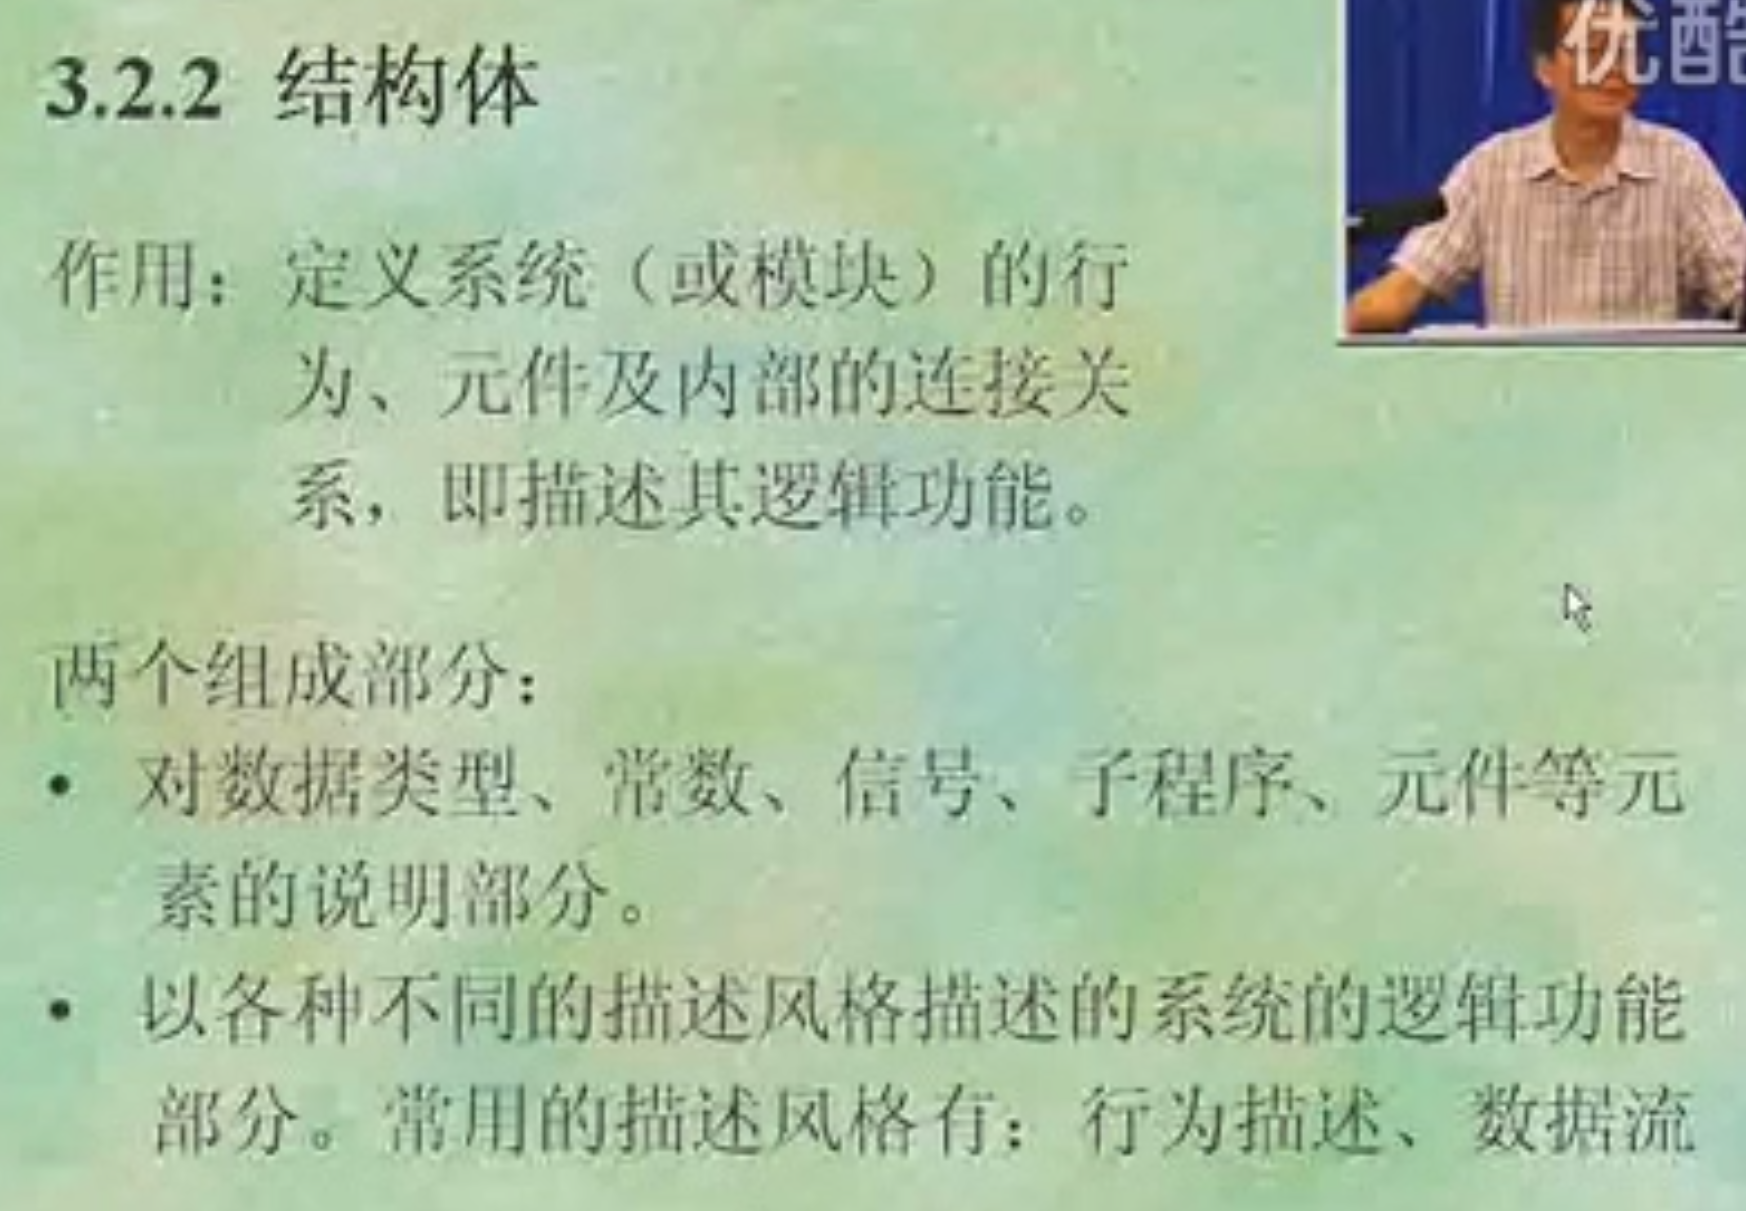 优酷
3.2.2 结构体
作用：定义系统（或模块）的行
为、元件及内部的连接关
系，即描述其逻辑功能。
两个组成部分：
• 对数据类型、常数、信号、子程序、元件等元
素的说明部分。
• 以各种不同的描述风格描述的系统的逻辑功能
部分。常用的描述风格有：行为描述、数据流